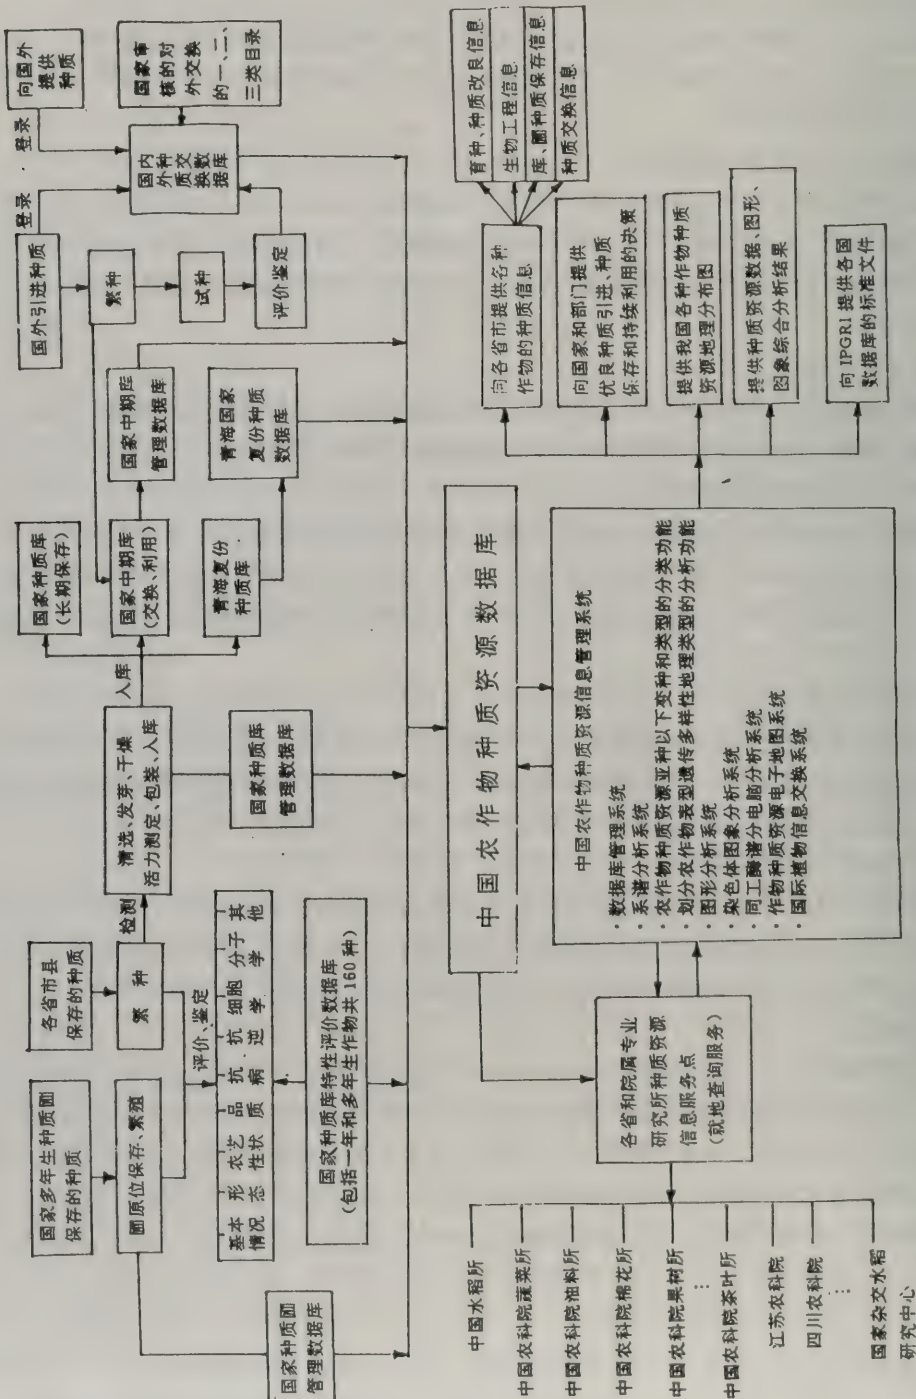 国家多年生种质圃
保存的种质
各省市县
保存的种质
圃原位保存、繁殖
繁 种
检测
清选、发芽、干燥
活力测定、包装、入库
入库
国家种质库
(长期保存)
国家中期库
(交换、利用)
青海复份
种质库
国家中期库
管理数据库
青海国家
复份种质
数据库
国外引进种质
登录
登录
向国外
提供
种质
繁种
试种
评价鉴定
国内
外种
质交
换数
据库
国家审
核的对
外交换
的一、二、
三类目录
评价、鉴定
基本情况
形态
农艺性状
品质
抗病
抗逆
细胞学
分子学
其他
国家种质库
管理数据库
国家种质库特性评价数据库
(包括一年和多年生作物共 160 种)
国家种质圃
管理数据库
中国农作物种质资源数据库
中国农作物种质资源信息管理系统
· 数据库管理系统
· 系谱分析系统
· 农作物种质资源亚种以下变种和类型的分类功能
· 划分农作物表型遗传多样性地理类型的分析功能
· 图形分析系统
· 染色体图象分析系统
· 同工酶谱分电脑分析系统
· 作物种质资源电子地图系统
· 国际植物信息交换系统
各省和院属专业
研究所种质资源
信息服务点
(就地查询服务)
中国水稻所
中国农科院蔬菜所
中国农科院油料所
中国农科院棉花所
中国农科院果树所
⋮
中国农科院茶叶所
江苏农科院
四川农科院
⋮
国家杂交水稻
研究中心
向各省市提供各种
作物的种质信息
育种、种质改良信息
生物工程信息
库、圃种质保存信息
种质交换信息
向国家和部门提供
优良种质引进、种质
保存和持续利用的决策
提供我国各种作物种质
资源地理分布图
提供种质资源数据、图形、
图象综合分析结果
向 IPGRI 提供各国
数据库的标准文件